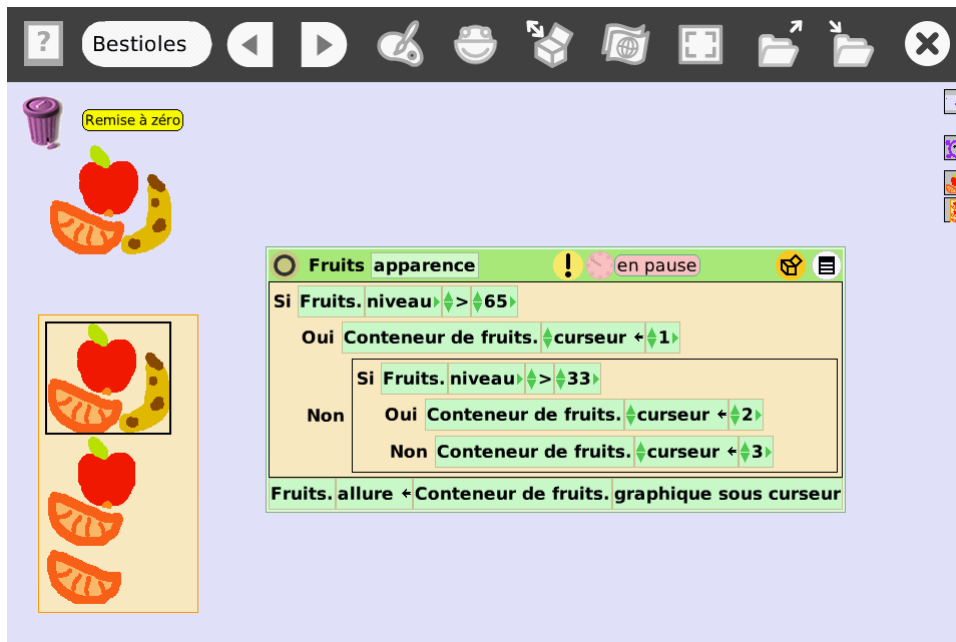 ?
Bestioles
Remise à zéro
Fruits apparence ! en pause
Si Fruits. niveau > 65
Oui Conteneur de fruits. curseur ← 1
Si Fruits. niveau > 33
Non Oui Conteneur de fruits. curseur ← 2
Non Conteneur de fruits. curseur ← 3
Fruits. allure ← Conteneur de fruits. graphique sous curseur